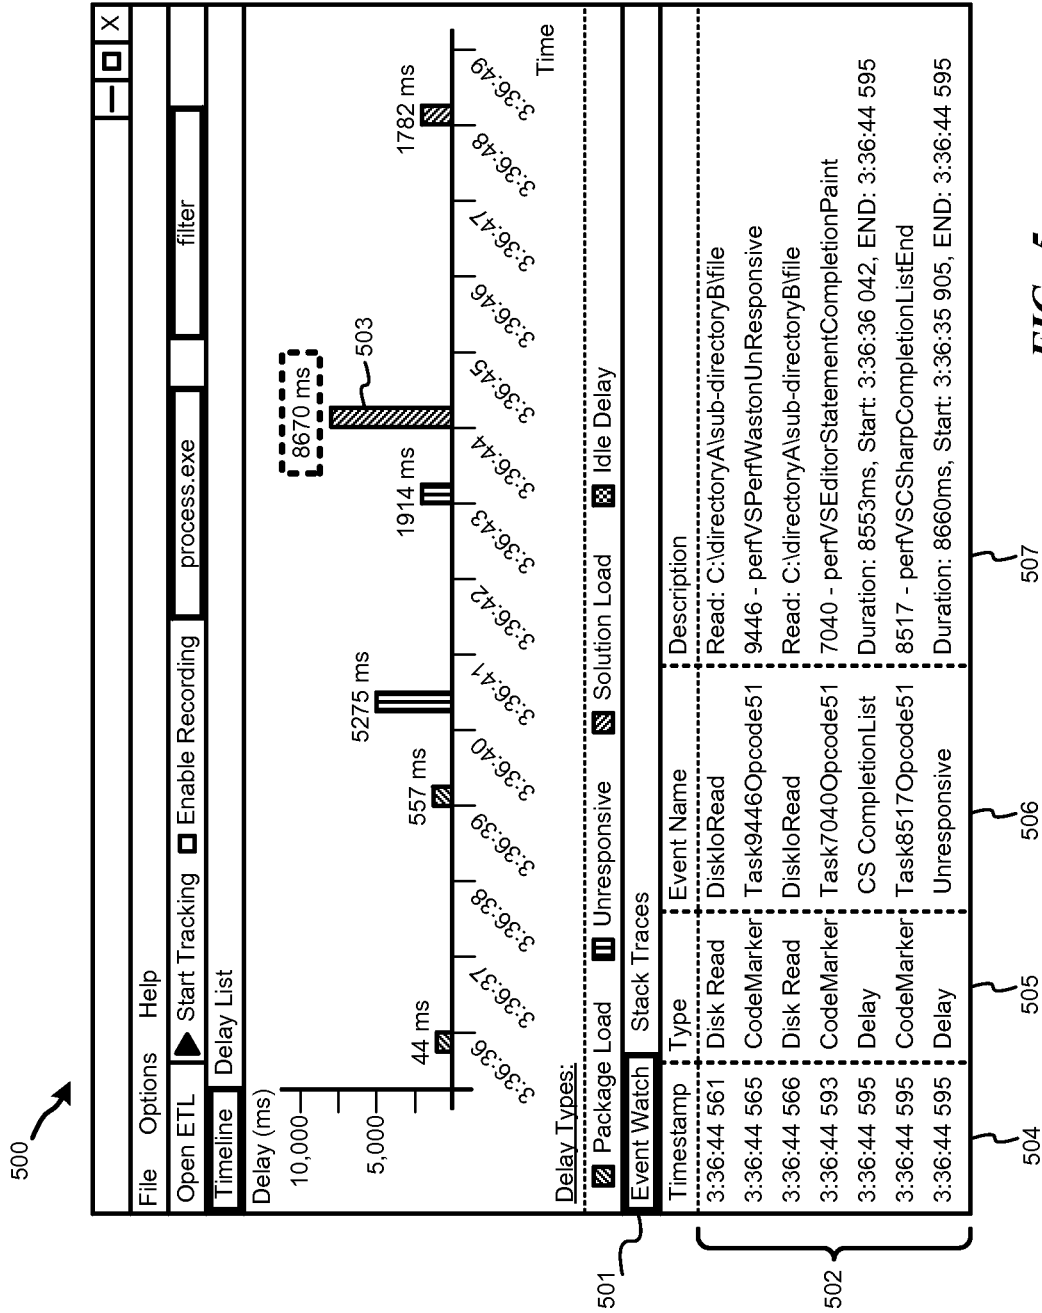 500
X
File Options Help
Open ETL Start Tracking Enable Recording process.exe filter
Timeline Delay List
Delay (ms)
10,000
5,000
44 ms
557 ms
5275 ms
1914 ms
8670 ms
503
1782 ms
3:36:36 3:36:37 3:36:38 3:36:39 3:36:40 3:36:41 3:36:42 3:36:43 3:36:44 3:36:45 3:36:46 3:36:47 3:36:48 3:36:49
Time
Delay Types:
Package Load Unresponsive Solution Load Idle Delay
501
Event Watch Stack Traces
Timestamp Type Event Name Description
3:36:44 561 Disk Read DiskIoRead Read: C:\directoryA\sub-directoryB\file
3:36:44 565 CodeMarker Task9446Opcode51 9446 - perfVSPerfWastonUnResponsive
3:36:44 566 Disk Read DiskIoRead Read: C:\directoryA\sub-directoryB\file
3:36:44 593 CodeMarker Task7040Opcode51 7040 - perfVSEditorStatementCompletionPaint
3:36:44 595 Delay CS CompletionList Duration: 8553ms, Start: 3:36:36 042, END: 3:36:44 595
3:36:44 595 CodeMarker Task8517Opcode51 8517 - perfVSCSharpCompletionListEnd
3:36:44 595 Delay Unresponsive Duration: 8660ms, Start: 3:36:35 905, END: 3:36:44 595
502
504 505 506 507